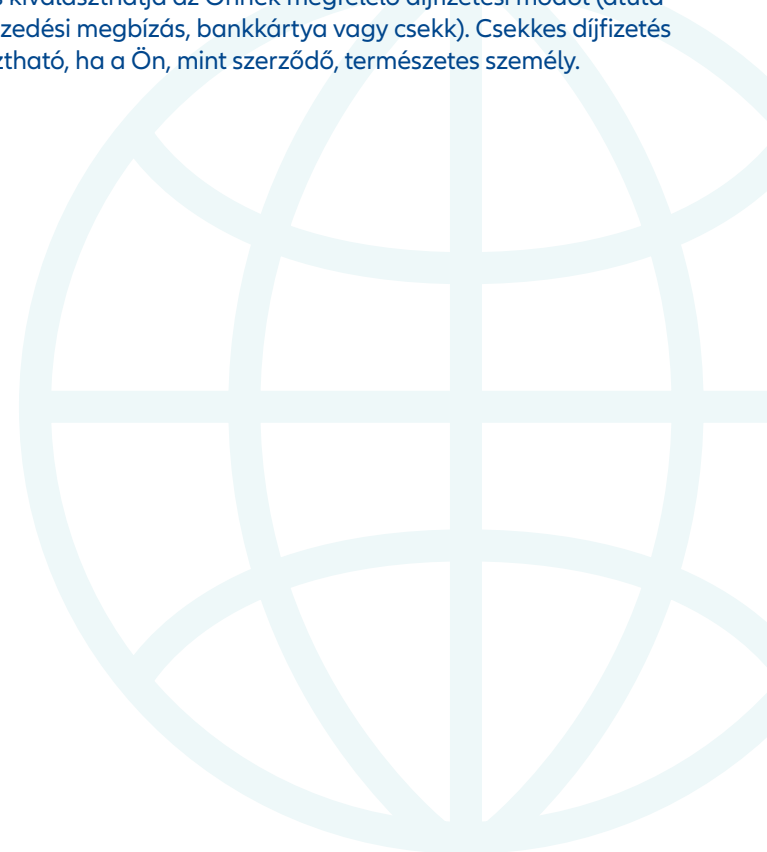 kiválaszthatja az Önnek megfelelő díjfizetési módot (átuta
zedési megbízás, bankkártya vagy csekk). Csekkes díjfizetés
ztható, ha a Ön, mint szerződő, természetes személy.